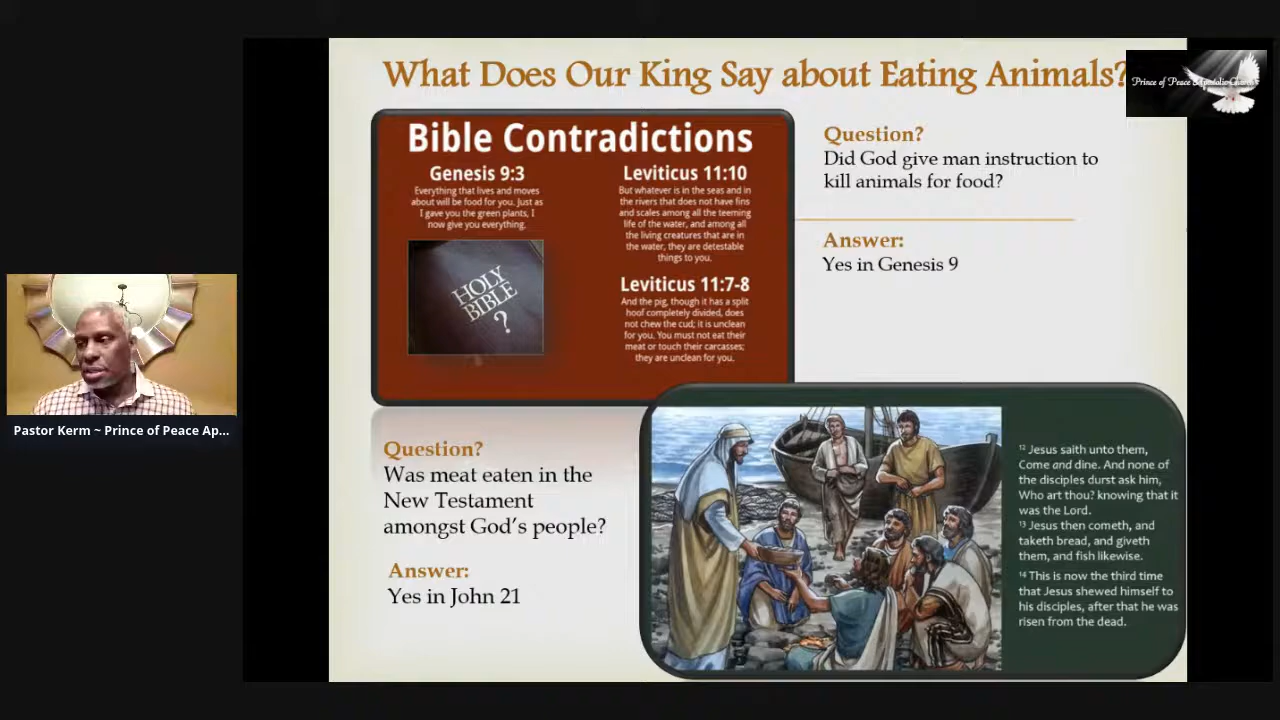 What Does Our King Say about Eating Animals?
Prince of Peace Apostolic Church
Bible Contradictions
Genesis 9:3
Everything that lives and moves
about will be food for you. Just as
I gave you the green plants, I
now give you everything.
HOLY
BIBLE
?
Leviticus 11:10
But whatever is in the seas and in
the rivers that does not have fins
and scales among all the teeming
life of the water, and among all
the living creatures that are in
the water, they are detestable
things to you.
Leviticus 11:7-8
And the pig, though it has a split
hoof completely divided, does
not chew the cud; it is unclean
for you. You must not eat their
meat or touch their carcasses;
they are unclean for you.
Question?
Did God give man instruction to
kill animals for food?
Answer:
Yes in Genesis 9
Pastor Kerm ~ Prince of Peace Ap...
Question?
Was meat eaten in the
New Testament
amongst God's people?
Answer:
Yes in John 21
12 Jesus saith unto them,
Come and dine. And none of
the disciples durst ask him,
Who art thou? knowing that it
was the Lord.
13 Jesus then cometh, and
taketh bread, and giveth
them, and fish likewise.
14 This is now the third time
that Jesus shewed himself to
his disciples, after that he was
risen from the dead.